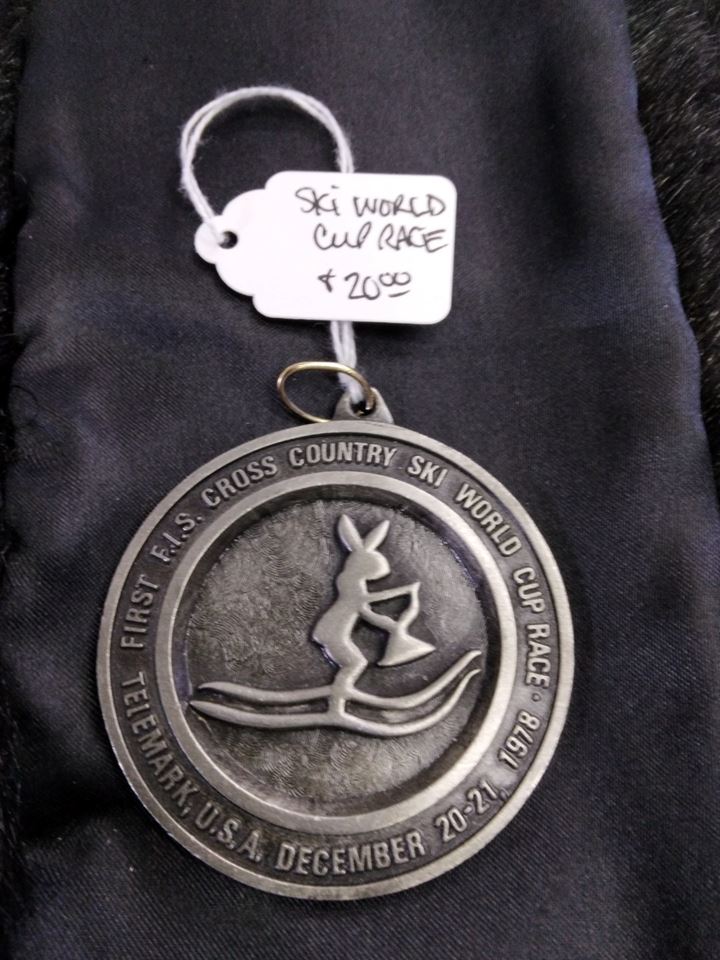 SKi WORLD
CUP RACE
$20.00
FIRST F.I.S. CROSS COUNTRY SKI WORLD CUP RACE •
TELEMARK, U.S.A. DECEMBER 20-21, 1978